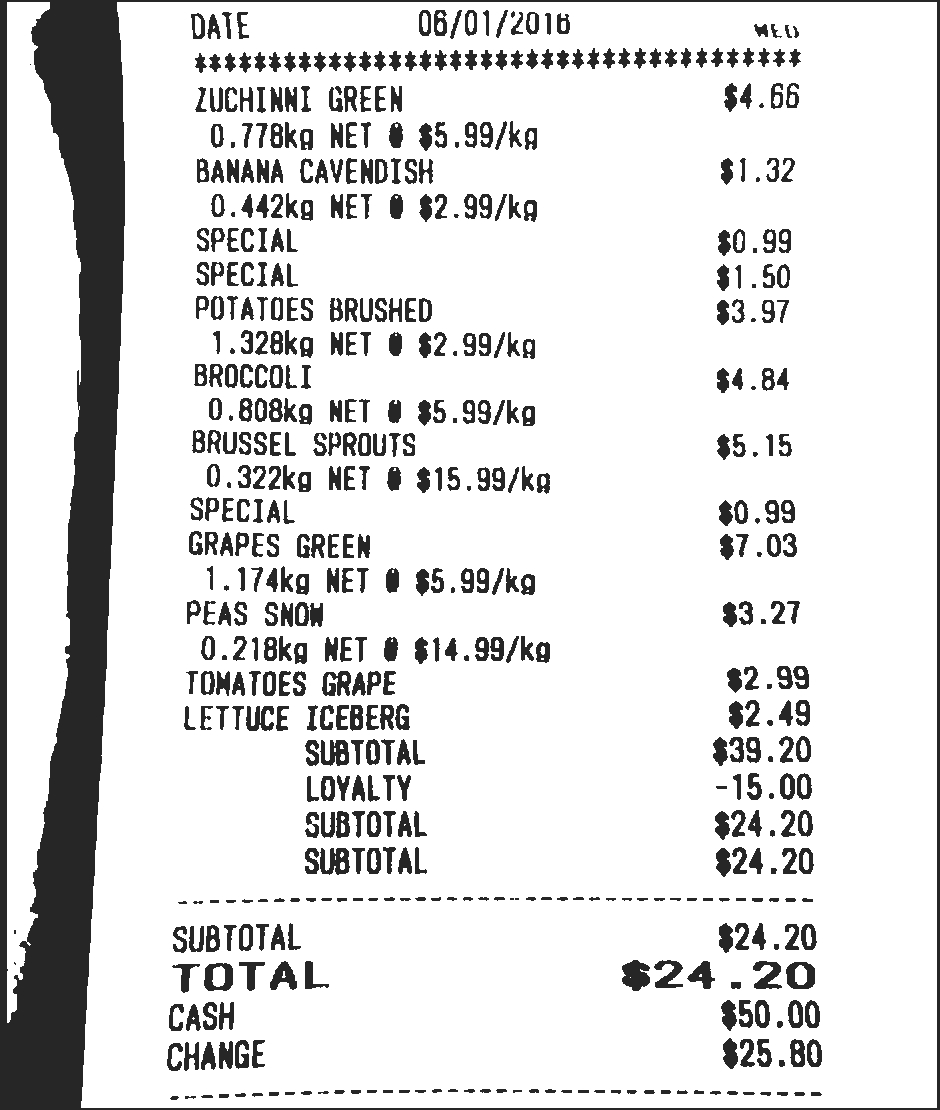 DATE 06/01/2016 WED
****************************************
ZUCHINNI GREEN $4.66
0.778kg NET @ $5.99/kg
BANANA CAVENDISH $1.32
0.442kg NET @ $2.99/kg
SPECIAL $0.99
SPECIAL $1.50
POTATOES BRUSHED $3.97
1.328kg NET @ $2.99/kg
BROCCOLI $4.84
0.808kg NET @ $5.99/kg
BRUSSEL SPROUTS $5.15
0.322kg NET @ $15.99/kg
SPECIAL $0.99
GRAPES GREEN $7.03
1.174kg NET @ $5.99/kg
PEAS SNOW $3.27
0.218kg NET @ $14.99/kg
TOMATOES GRAPE $2.99
LETTUCE ICEBERG $2.49
SUBTOTAL $39.20
LOYALTY -15.00
SUBTOTAL $24.20
SUBTOTAL $24.20
SUBTOTAL $24.20
TOTAL $24.20
CASH $50.00
CHANGE $25.80